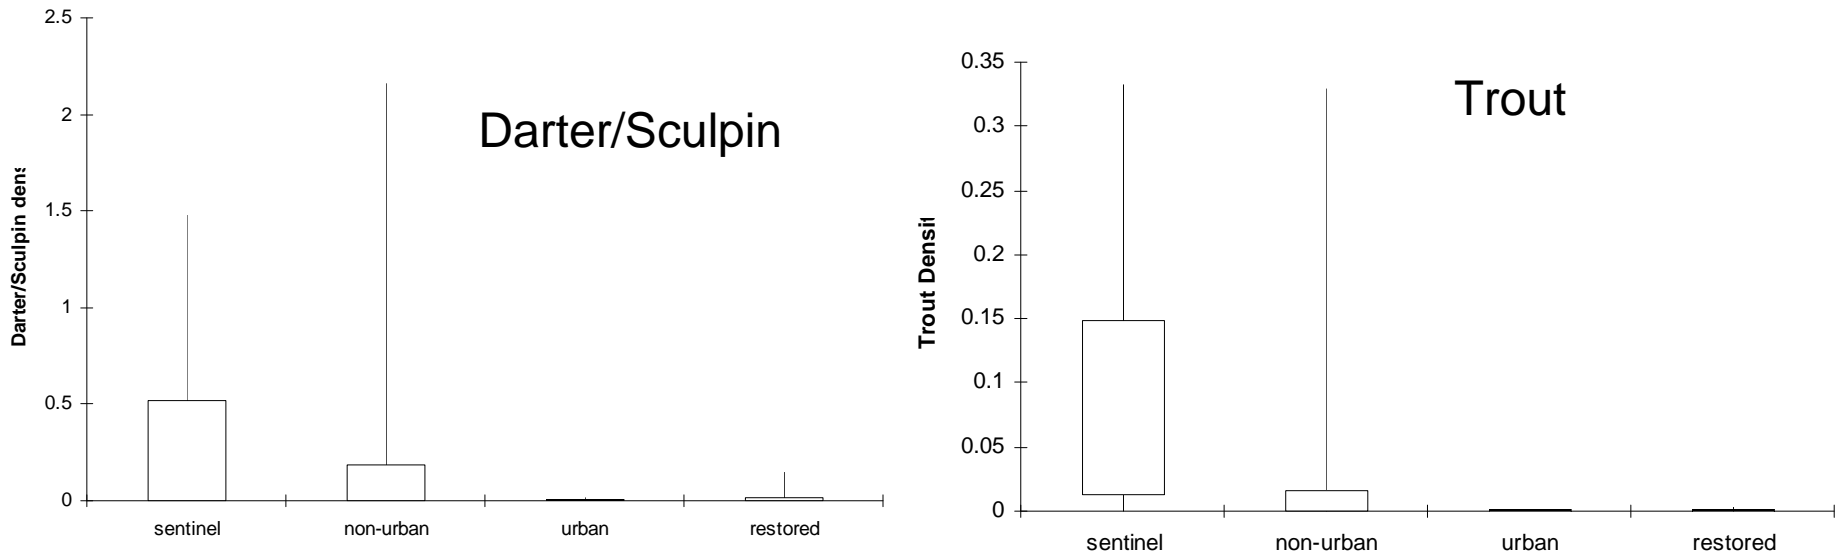 Darter/Sculpin
Darter/Sculpin dens
2.5
2
1.5
1
0.5
0
sentinel non-urban urban restored
Trout
Trout Densit
0.35
0.3
0.25
0.2
0.15
0.1
0.05
0
sentinel non-urban urban restored